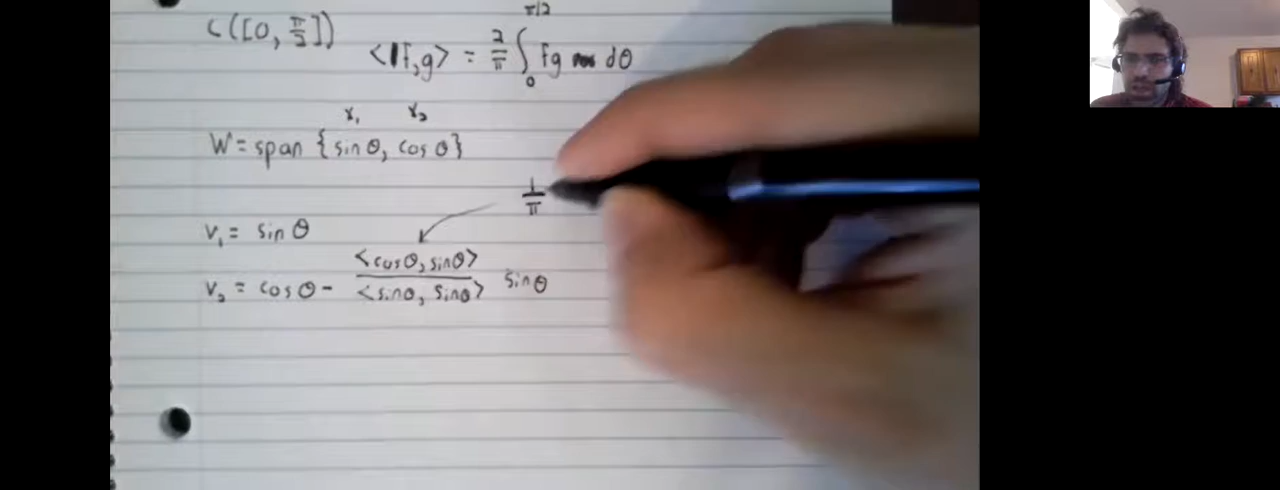 C([0, π/2])
<f,g> = 2/π ∫₀^π/2 fg dθ
x₁ x₂
W = span {sin θ, cos θ}
1/π
v₁ = sin θ
v₂ = cos θ - <cos θ, sin θ>/<sin θ, sin θ> sin θ